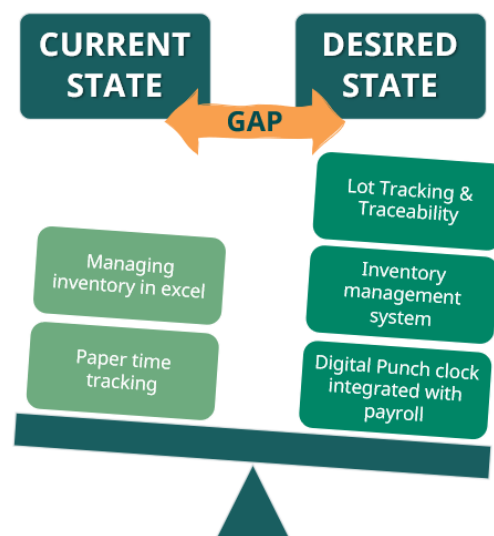 CURRENT
STATE
DESIRED
STATE
GAP
Managing
inventory in excel
Paper time
tracking
Lot Tracking &
Traceability
Inventory
management
system
Digital Punch clock
integrated with
payroll